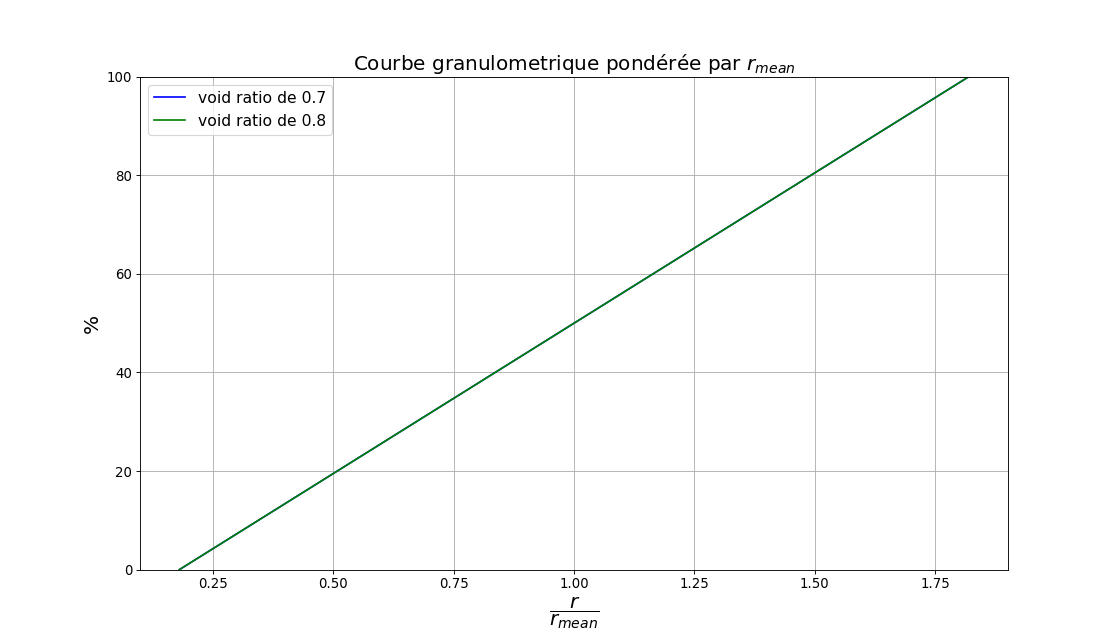 Courbe granulometrique pondérée par r_mean
void ratio de 0.7
void ratio de 0.8
100
80
60
40
20
0
%
0.25 0.50 0.75 1.00 1.25 1.50 1.75
r
r_mean